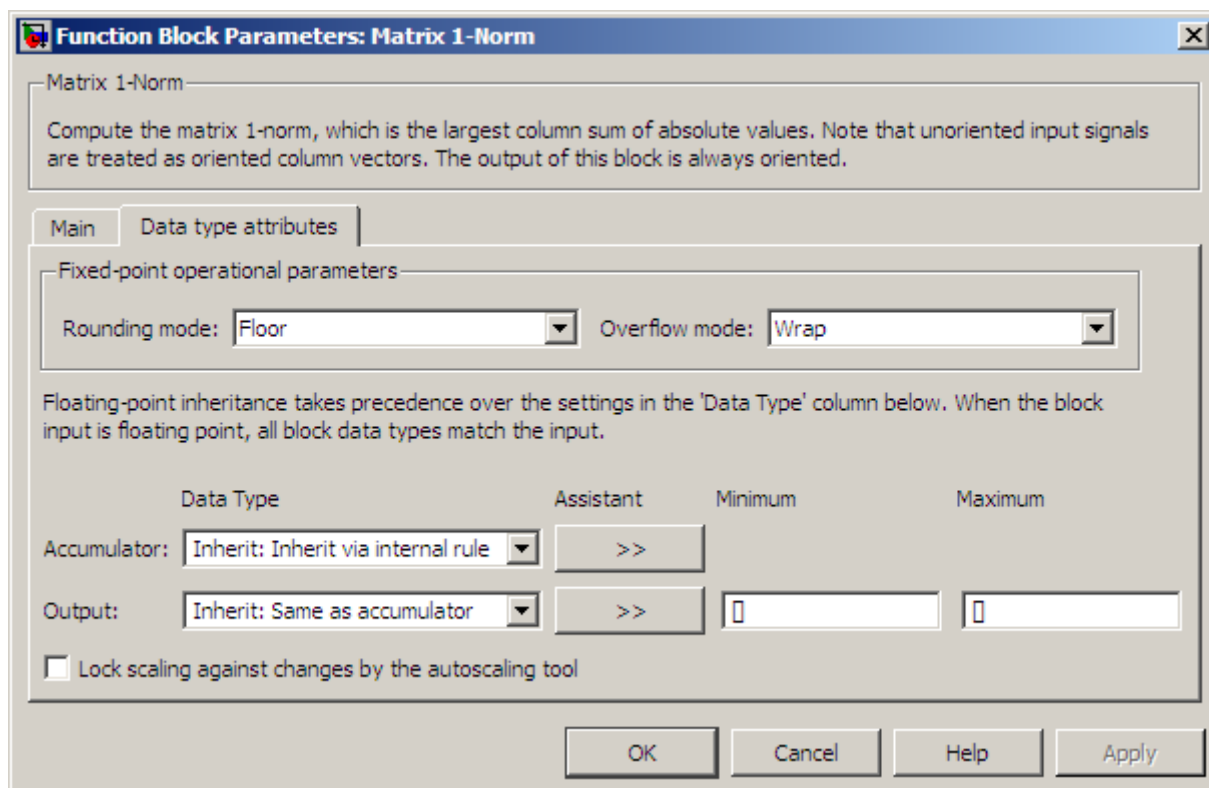 Function Block Parameters: Matrix 1-Norm
Matrix 1-Norm
Compute the matrix 1-norm, which is the largest column sum of absolute values. Note that unoriented input signals
are treated as oriented column vectors. The output of this block is always oriented.
Main Data type attributes
Fixed-point operational parameters
Rounding mode: Floor Overflow mode: Wrap
Floating-point inheritance takes precedence over the settings in the 'Data Type' column below. When the block
input is floating point, all block data types match the input.
Data Type Assistant Minimum Maximum
Accumulator: Inherit: Inherit via internal rule >>
Output: Inherit: Same as accumulator >> [] []
Lock scaling against changes by the autoscaling tool
OK Cancel Help Apply